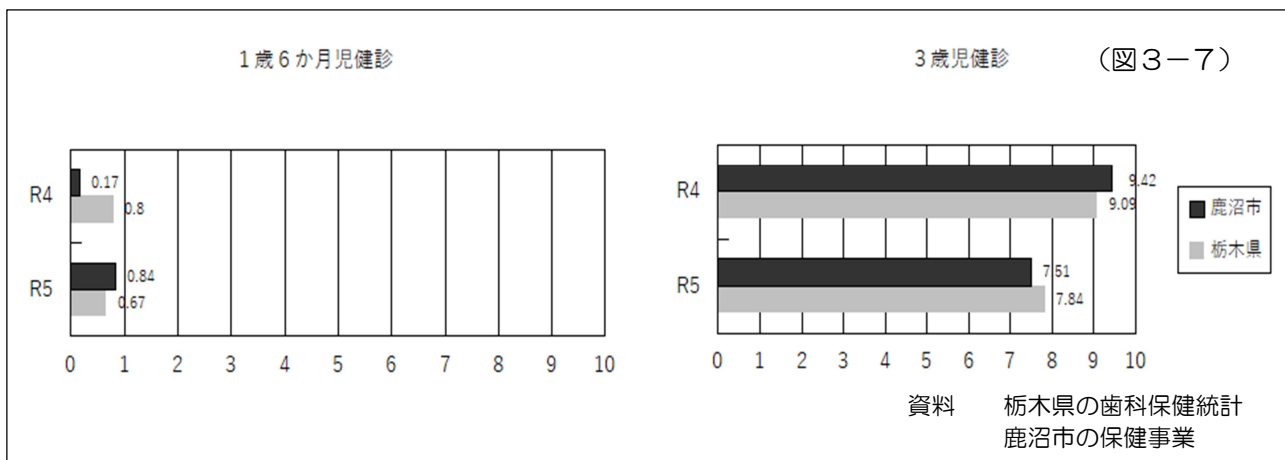 1歳6か月児健診
R4
0.17
0.8
R5
0.84
0.67
0 1 2 3 4 5 6 7 8 9 10
3歳児健診
(図3-7)
R4
9.42
9.09
R5
7.51
7.84
0 1 2 3 4 5 6 7 8 9 10
鹿沼市
栃木県
資料 栃木県の歯科保健統計
鹿沼市の保健事業